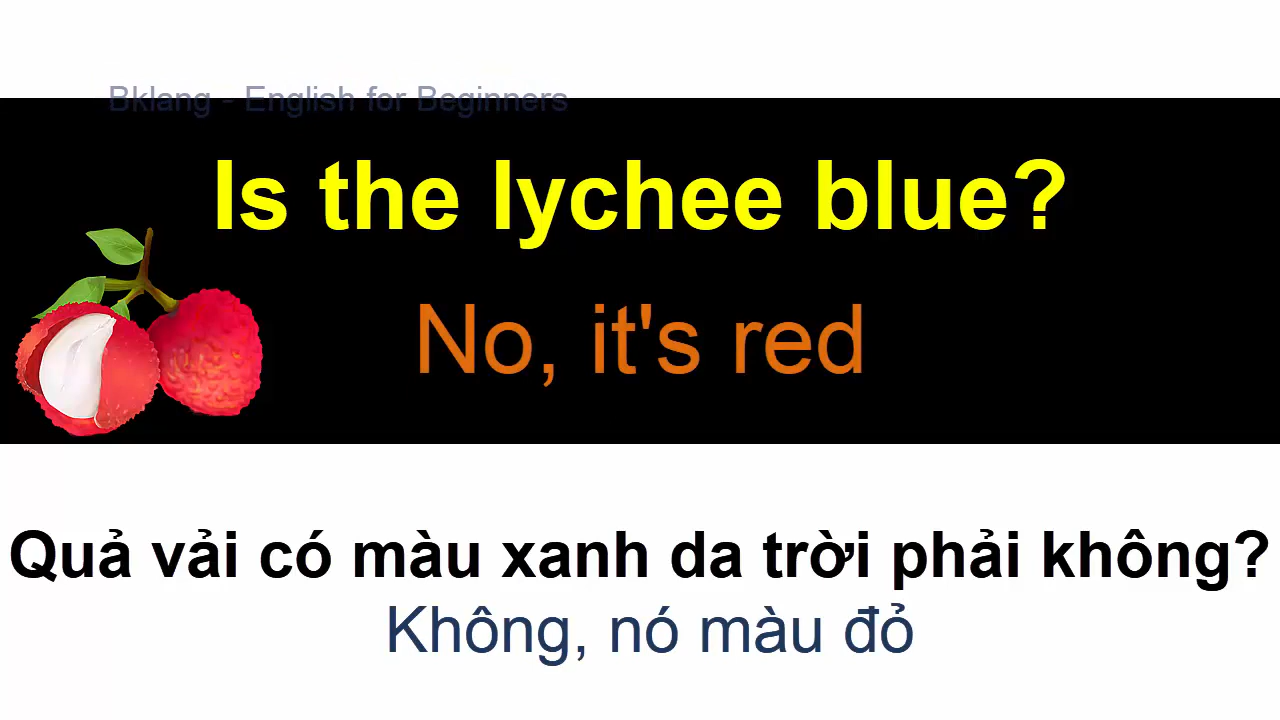 Bklang - English for Beginners
Is the lychee blue?
No, it's red
Quả vải có màu xanh da trời phải không?
Không, nó màu đỏ